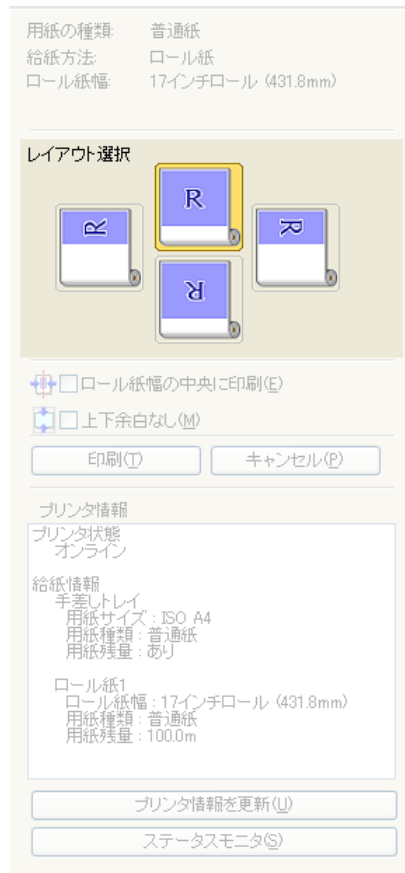 用紙の種類: 普通紙
給紙方法: ロール紙
ロール紙幅: 17インチロール (431.8mm)
レイアウト選択
R
R
R
R
ロール紙幅の中央に印刷(E)
上下余白なし(M)
印刷(T) キャンセル(P)
プリンタ情報
プリンタ状態
オンライン
給紙情報
手差しトレイ
用紙サイズ : ISO A4
用紙種類 : 普通紙
用紙残量 : あり
ロール紙1
ロール紙幅 : 17インチロール (431.8mm)
用紙種類 : 普通紙
用紙残量 : 100.0m
プリンタ情報を更新(U)
ステータスモニタ(S)